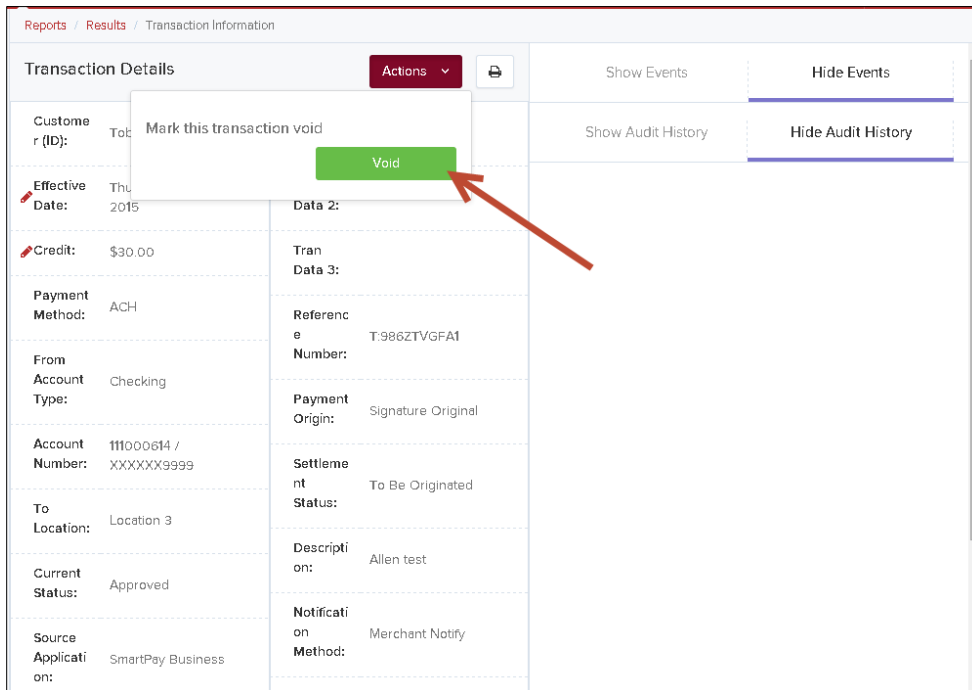 Reports / Results / Transaction Information
Transaction Details
Actions
Show Events
Hide Events
Show Audit History
Hide Audit History
Mark this transaction void
Void
Custome
r (ID):
Effective
Date:
2015
Credit:
$30.00
Payment
Method:
ACH
From
Account
Type:
Checking
Account
Number:
111000614 /
XXXXXX9999
To
Location:
Location 3
Current
Status:
Approved
Source
Applicati
on:
SmartPay Business
Data 2:
Tran
Data 3:
Referenc
e
Number:
T:986ZTVGFA1
Payment
Origin:
Signature Original
Settleme
nt
Status:
To Be Originated
Descripti
on:
Allen test
Notificati
on
Method:
Merchant Notify